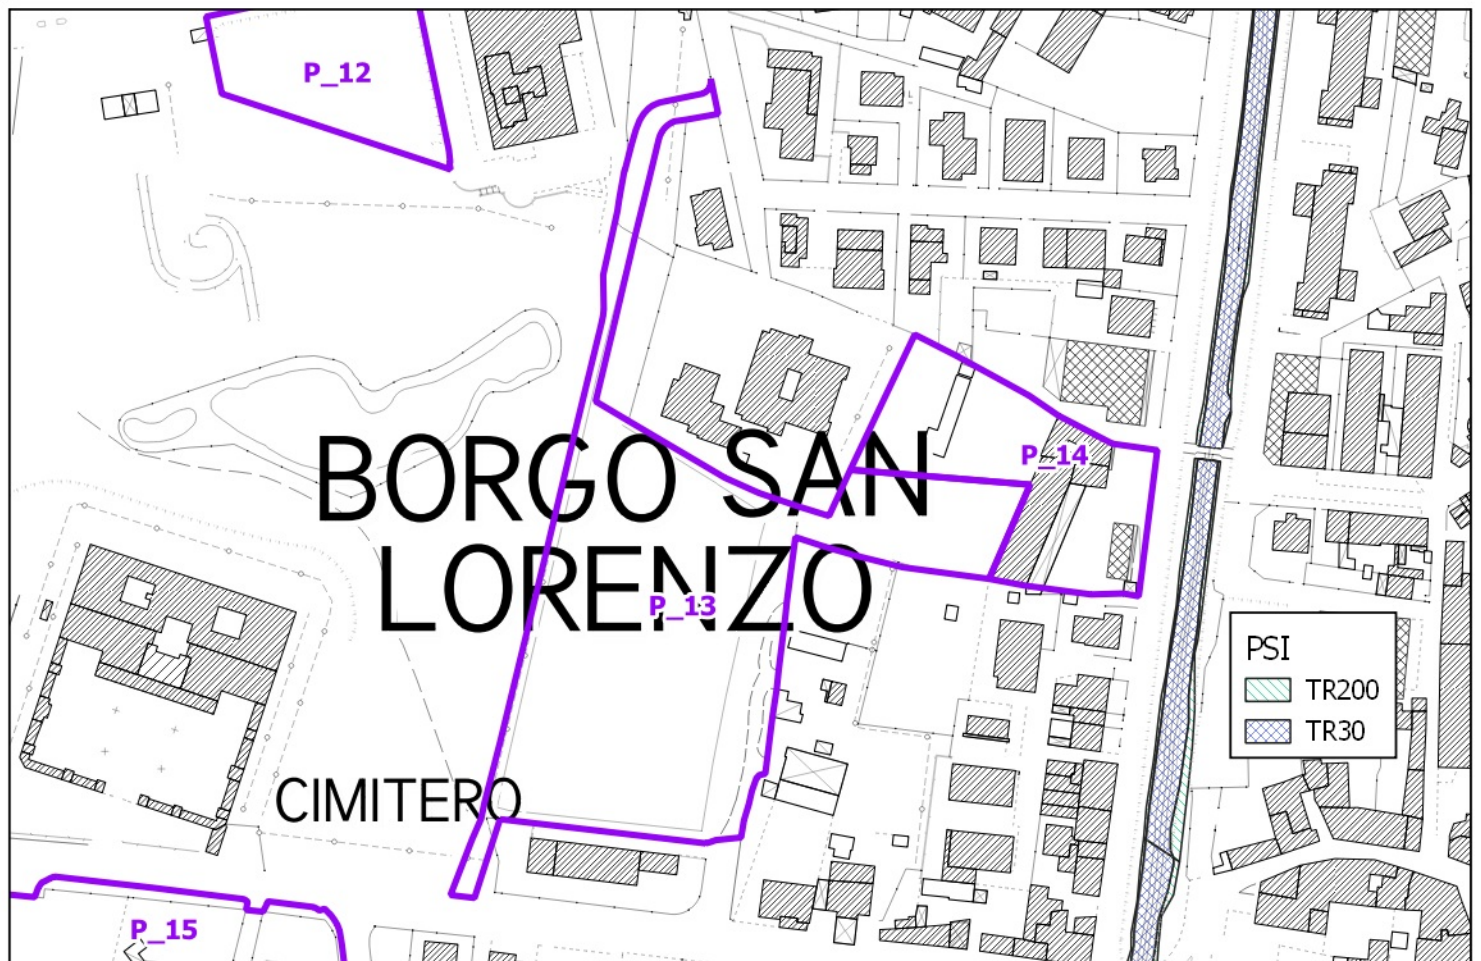 P_12
BORGO SAN
P_14
LORENZO
P_13
PSI
TR200
TR30
CIMITERO
P_15